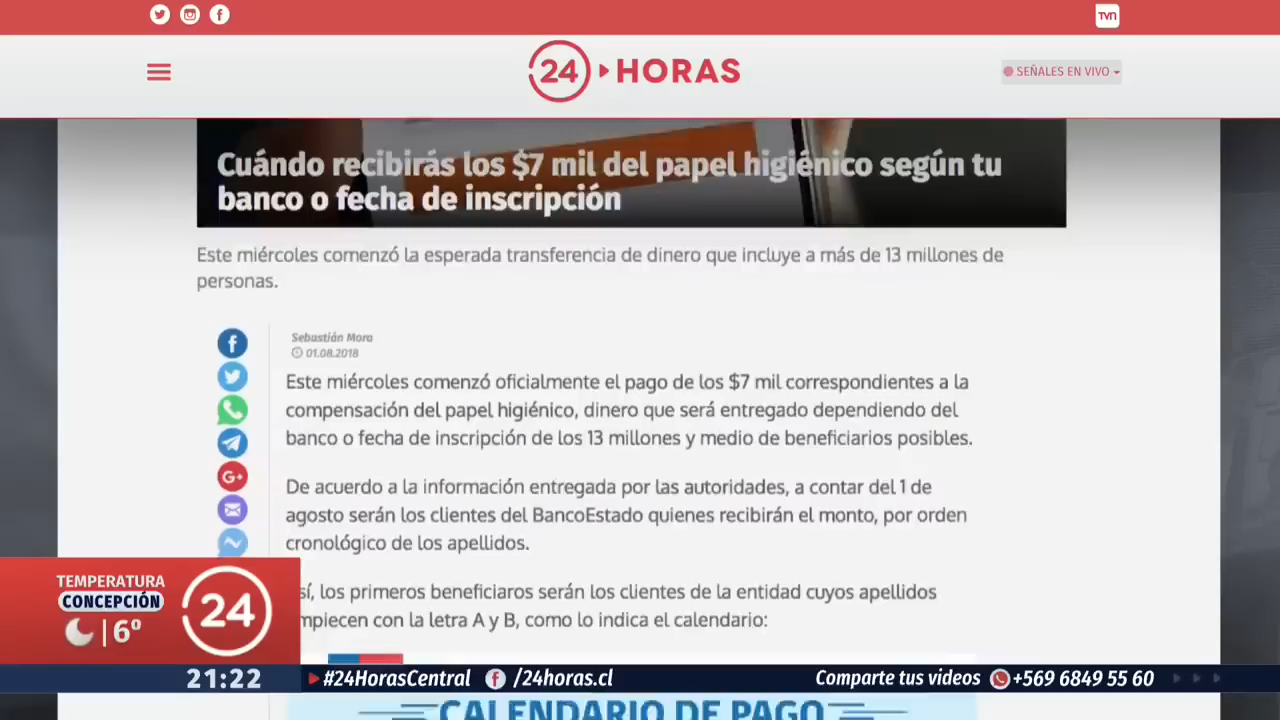 TVN
24 HORAS
SEÑALES EN VIVO
Cuándo recibirás los $7 mil del papel higiénico según tu
banco o fecha de inscripción
Este miércoles comenzó la esperada transferencia de dinero que incluye a más de 13 millones de
personas.
Sebastián Mora
01.08.2018
Este miércoles comenzó oficialmente el pago de los $7 mil correspondientes a la
compensación del papel higiénico, dinero que será entregado dependiendo del
banco o fecha de inscripción de los 13 millones y medio de beneficiarios posibles.
De acuerdo a la información entregada por las autoridades, a contar del 1 de
agosto serán los clientes del BancoEstado quienes recibirán el monto, por orden
cronológico de los apellidos.
sí, los primeros beneficiaros serán los clientes de la entidad cuyos apellidos
mpiecen con la letra A y B, como lo indica el calendario:
TEMPERATURA
CONCEPCIÓN
6º
24
21:22
#24HorasCentral
/24horas.cl
Comparte tus videos
+569 6849 55 60
CALENDARIO DE PAGO